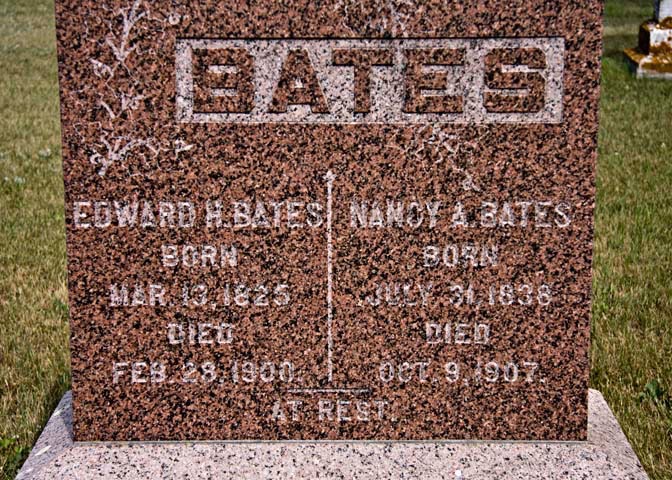 BATES
EDWARD H. BATES
BORN
MAR. 13, 1825
DIED
FEB. 28, 1900.
NANCY A. BATES
BORN
JULY 31, 1838
DIED
OCT. 9, 1907.
AT REST.